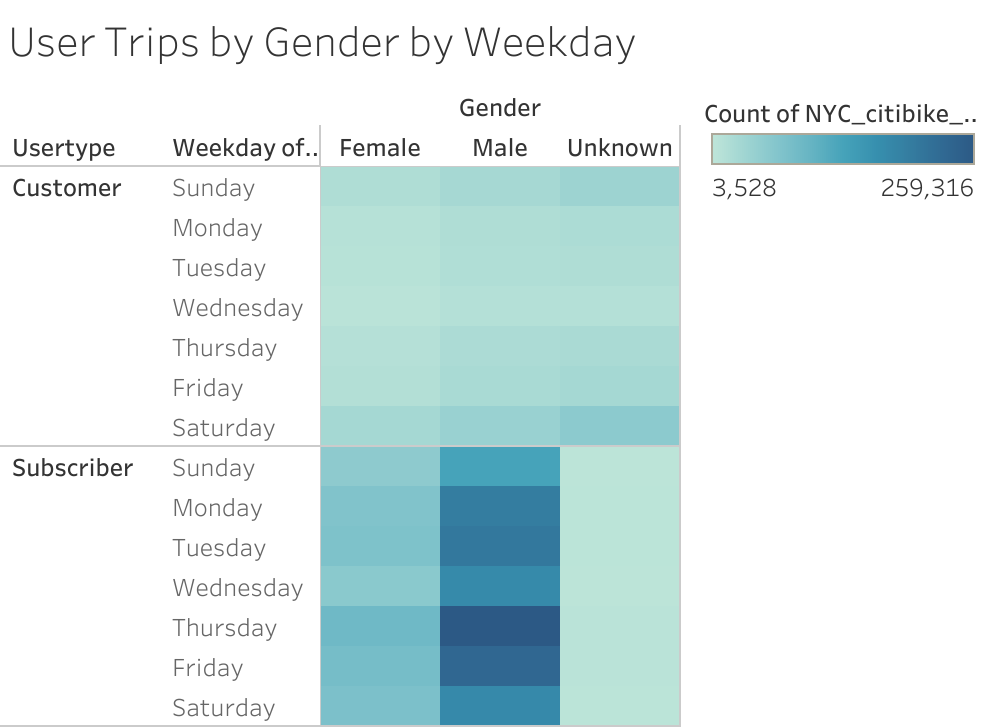 User Trips by Gender by Weekday
Gender
Usertype Weekday of.. Female Male Unknown
Customer Sunday
Monday
Tuesday
Wednesday
Thursday
Friday
Saturday
Subscriber Sunday
Monday
Tuesday
Wednesday
Thursday
Friday
Saturday
Count of NYC_citibike_..
3,528 259,316